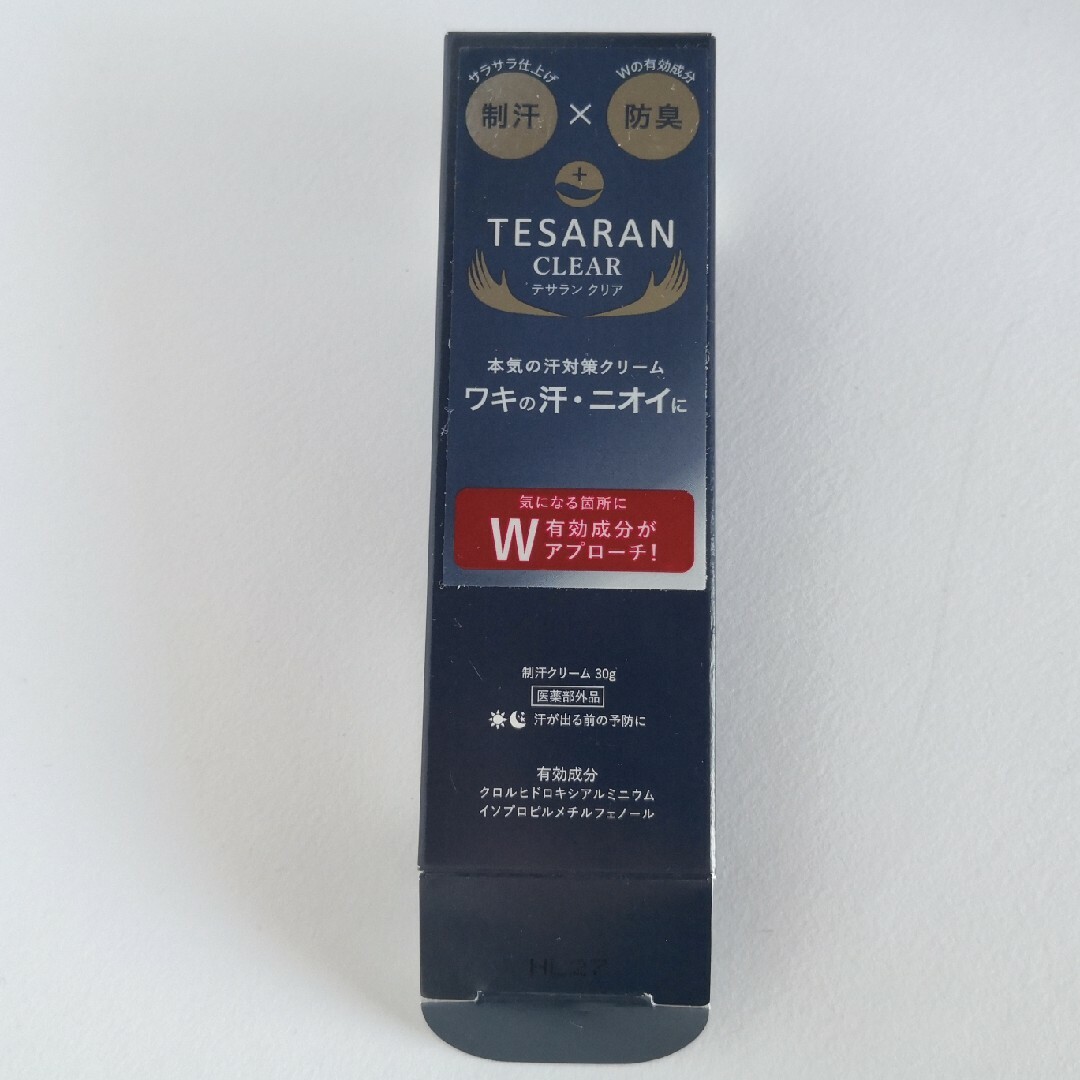 サラサラ仕上げ
制汗
×
Wの有効成分
防臭
TESARAN
CLEAR
テサラン クリア
本気の汗対策クリーム
ワキの汗・ニオイに
気になる箇所に
W有効成分が
アプローチ!
制汗クリーム 30g
医薬部外品
汗が出る前の予防に
有効成分
クロルヒドロキシアルミニウム
イソプロピルメチルフェノール